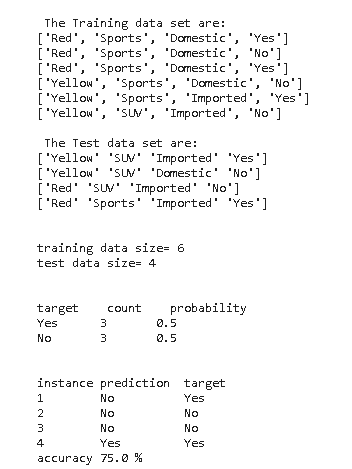 The Training data set are:
['Red', 'Sports', 'Domestic', 'Yes']
['Red', 'Sports', 'Domestic', 'No']
['Red', 'Sports', 'Domestic', 'Yes']
['Yellow', 'Sports', 'Domestic', 'No']
['Yellow', 'Sports', 'Imported', 'Yes']
['Yellow', 'SUV', 'Imported', 'No']
The Test data set are:
['Yellow' 'SUV' 'Imported' 'Yes']
['Yellow' 'SUV' 'Domestic' 'No']
['Red' 'SUV' 'Imported' 'No']
['Red' 'Sports' 'Imported' 'Yes']
training data size= 6
test data size= 4
target count probability
Yes 3 0.5
No 3 0.5
instance prediction target
1 No Yes
2 No No
3 No No
4 Yes Yes
accuracy 75.0 %